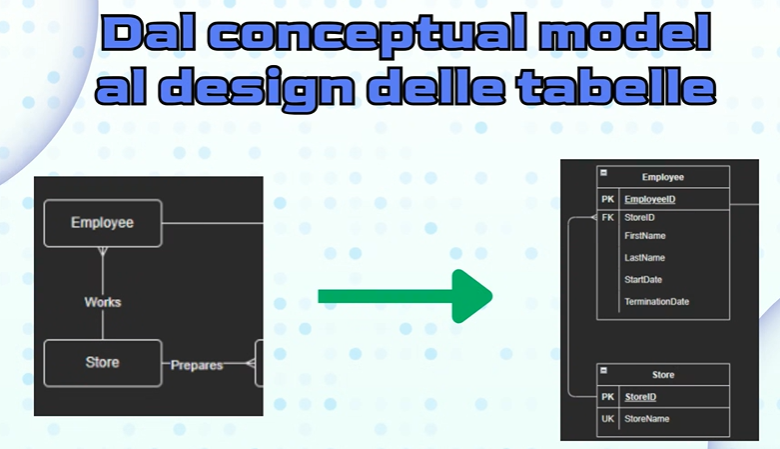 Dal conceptual model
al design delle tabelle
Employee
Works
Store
Prepares
Employee
PK EmployeeID
FK StoreID
FirstName
LastName
StartDate
TerminationDate
Store
PK StoreID
UK StoreName